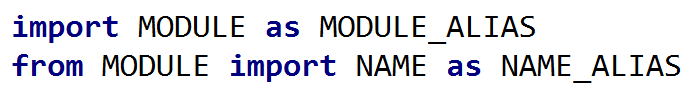 import MODULE as MODULE_ALIAS
from MODULE import NAME as NAME_ALIAS